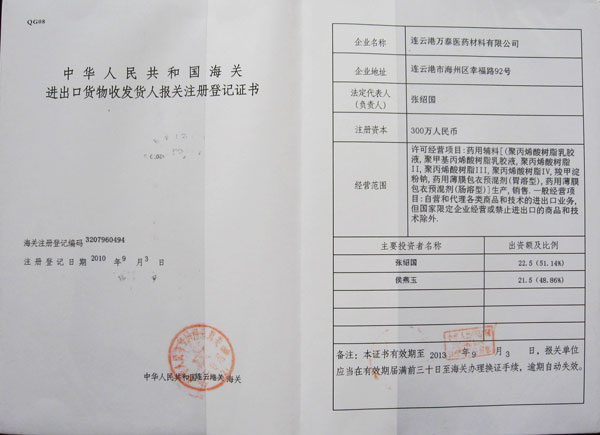 QG08
中华人民共和国海关
进出口货物收发货人报关注册登记证书
海关注册登记编码 3207960494
注册登记日期 2010 年 9 月 3 日
中华人民共和国连云港海关
企业名称 连云港万泰医药材料有限公司
企业地址 连云港市海州区幸福路92号
法定代表人
(负责人) 张绍国
注册资本 300万人民币
经营范围
许可经营项目:药用辅料[(聚丙烯酸树脂乳胶
液, 聚甲基丙烯酸树脂乳胶液, 聚丙烯酸树脂
II, 聚丙烯酸树脂III, 聚丙烯酸树脂IV, 羧甲淀
粉钠, 药用薄膜包衣预混剂(胃溶型), 药用薄膜
包衣预混剂(肠溶型)]生产, 销售. 一般经营项
目:自营和代理各类商品和技术的进出口业务,
但国家限定企业经营或禁止进出口的商品和技
术除外.
主要投资者名称 出资额及比例
张绍国 22.5 (51.14%)
侯燕玉 21.5 (48.86%)
备注: 本证书有效期至 2013 年 9 月 3 日, 报关单位
应当在有效期届满前三十日至海关办理换证手续, 逾期自动失效。